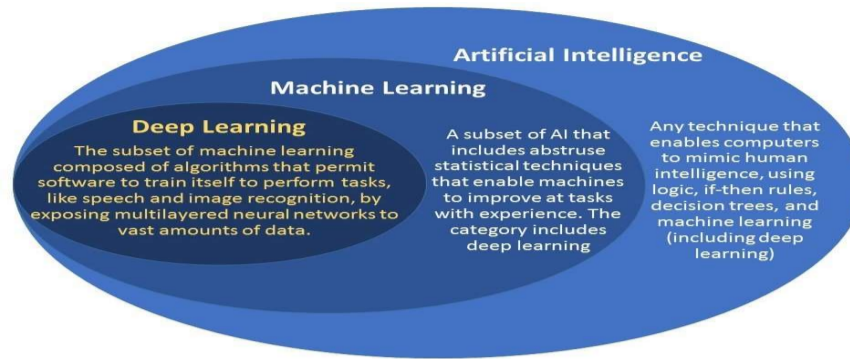 Artificial Intelligence
Machine Learning
Deep Learning
The subset of machine learning
composed of algorithms that permit
software to train itself to perform tasks,
like speech and image recognition, by
exposing multilayered neural networks to
vast amounts of data.
A subset of AI that
includes abstruse
statistical techniques
that enable machines
to improve at tasks
with experience. The
category includes
deep learning
Any technique that
enables computers
to mimic human
intelligence, using
logic, if-then rules,
decision trees, and
machine learning
(including deep
learning)